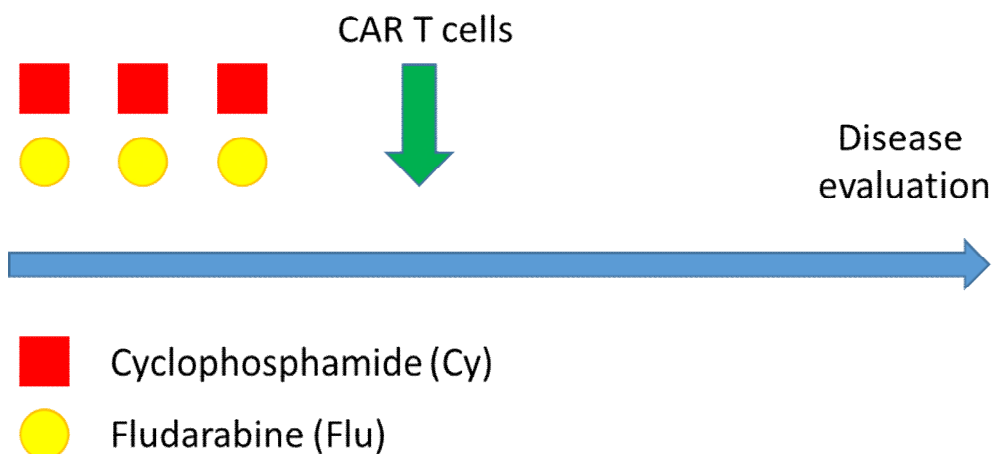 CAR T cells
Disease
evaluation
Cyclophosphamide (Cy)
Fludarabine (Flu)